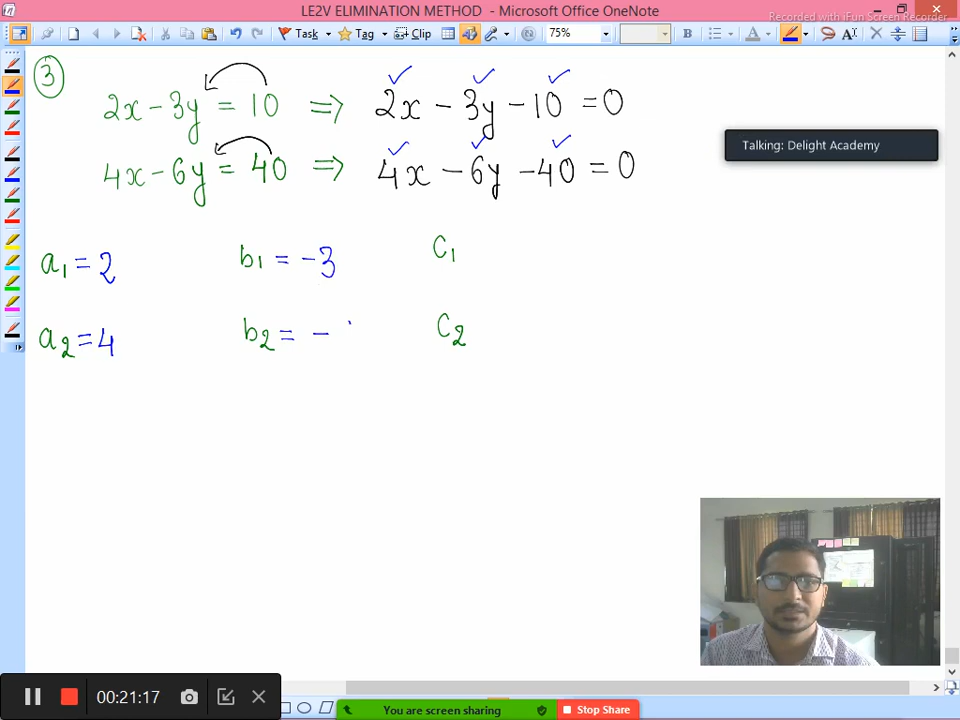 LE2V ELIMINATION METHOD - Microsoft Office OneNote
Recorded with iFun Screen Recorder
Task Tag Clip 75% B A A
3
2x - 3y = 10 ⇒ 2x - 3y - 10 = 0
4x - 6y = 40 ⇒ 4x - 6y - 40 = 0
Talking: Delight Academy
a1 = 2 b1 = -3 c1
a2 = 4 b2 = - c2
00:21:17
You are screen sharing Stop Share